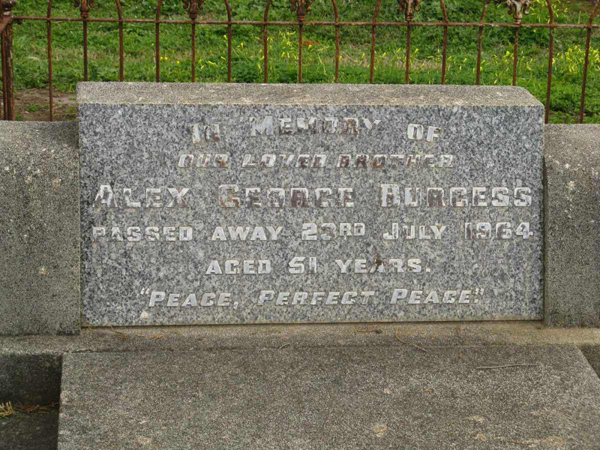 IN MEMORY OF
OUR LOVED BROTHER
ALEX GEORGE BURGESS
PASSED AWAY 23RD JULY 1964
AGED 51 YEARS.
"PEACE, PERFECT PEACE".